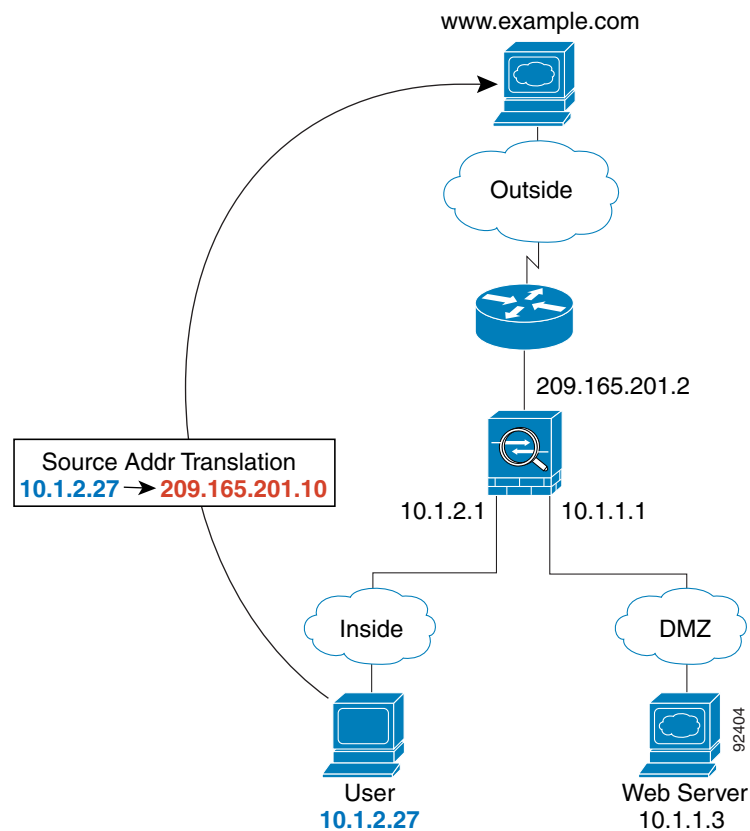 www.example.com
Outside
209.165.201.2
Source Addr Translation
10.1.2.27 → 209.165.201.10
10.1.2.1
10.1.1.1
Inside
DMZ
92404
User
10.1.2.27
Web Server
10.1.1.3